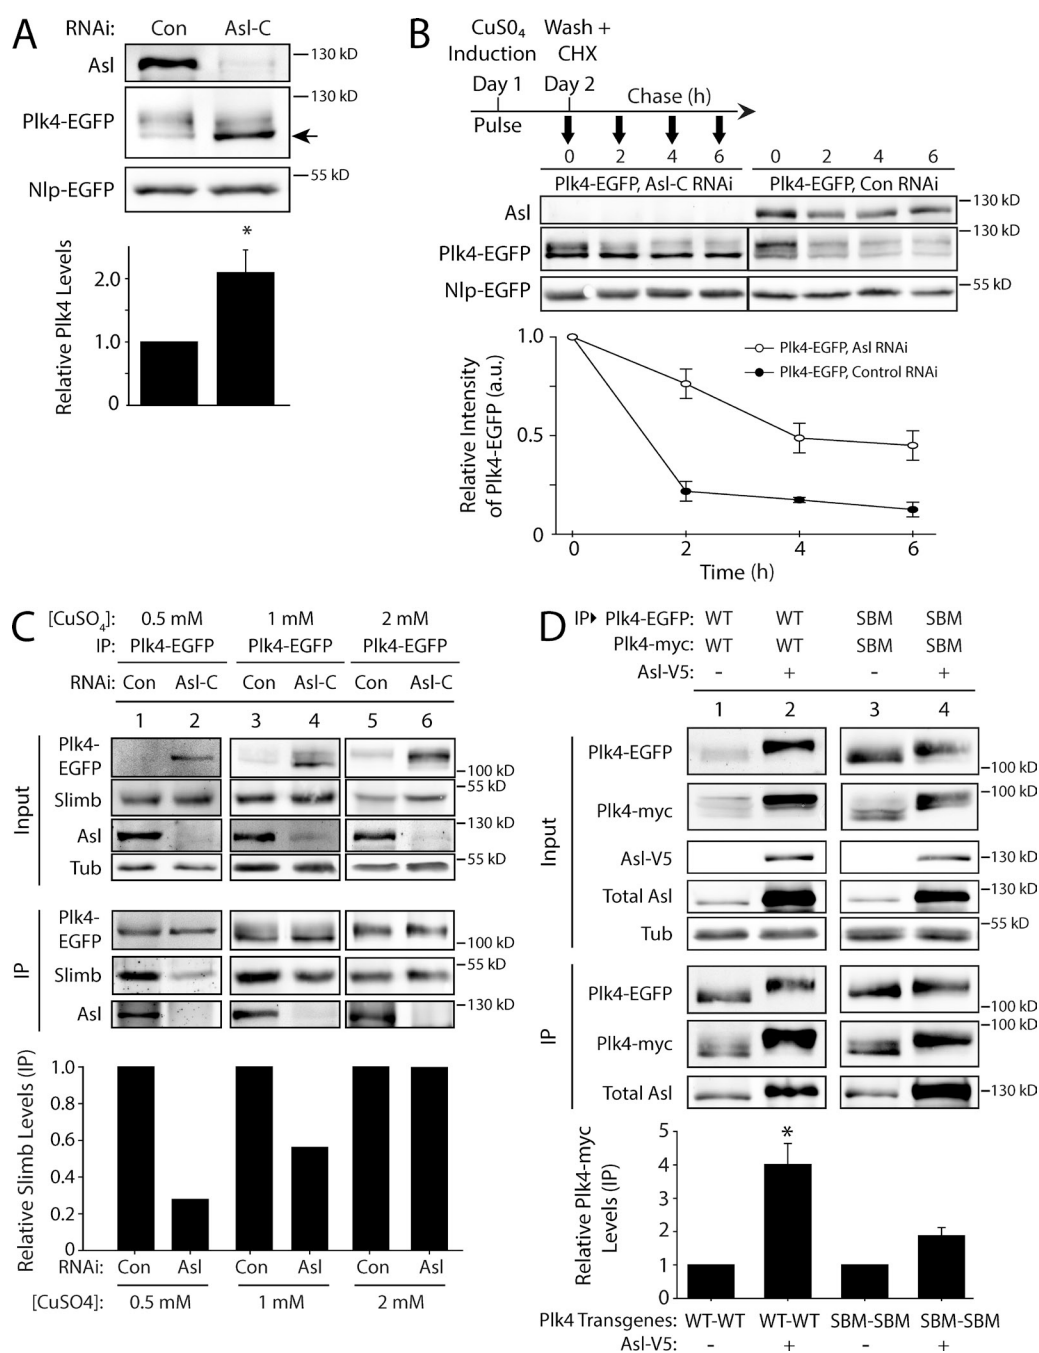 A
RNAi: Con Asl-C
Asl
130 kD
Plk4-EGFP
130 kD
Nlp-EGFP
55 kD
*
Relative Plk4 Levels
2.0
1.0
0
B
CuS0₄ Wash +
Induction CHX
Day 1 Day 2 Chase (h)
Pulse
0 2 4 6 0 2 4 6
Plk4-EGFP, Asl-C RNAi Plk4-EGFP, Con RNAi
Asl
130 kD
Plk4-EGFP
130 kD
Nlp-EGFP
55 kD
Relative Intensity
of Plk4-EGFP (a.u.)
1.0
0.5
0
Plk4-EGFP, Asl RNAi
Plk4-EGFP, Control RNAi
0 2 4 6
Time (h)
C
[CuSO₄]: 0.5 mM 1 mM 2 mM
IP: Plk4-EGFP Plk4-EGFP Plk4-EGFP
RNAi: Con Asl-C Con Asl-C Con Asl-C
1 2 3 4 5 6
Input
Plk4-
EGFP
100 kD
Slimb
55 kD
Asl
130 kD
Tub
55 kD
IP
Plk4-
EGFP
100 kD
Slimb
55 kD
Asl
130 kD
Relative Slimb Levels (IP)
1.0
0.8
0.6
0.4
0.2
0
RNAi: Con Asl Con Asl Con Asl
[CuSO4]: 0.5 mM 1 mM 2 mM
D
IP Plk4-EGFP: WT WT SBM SBM
Plk4-myc: WT WT SBM SBM
Asl-V5: - + - +
1 2 3 4
Input
Plk4-EGFP
100 kD
Plk4-myc
100 kD
Asl-V5
130 kD
Total Asl
130 kD
Tub
55 kD
IP
Plk4-EGFP
100 kD
Plk4-myc
100 kD
Total Asl
130 kD
Relative Plk4-myc
Levels (IP)
5
4
3
2
1
0
*
Plk4 Transgenes: WT-WT WT-WT SBM-SBM SBM-SBM
Asl-V5: - + - +